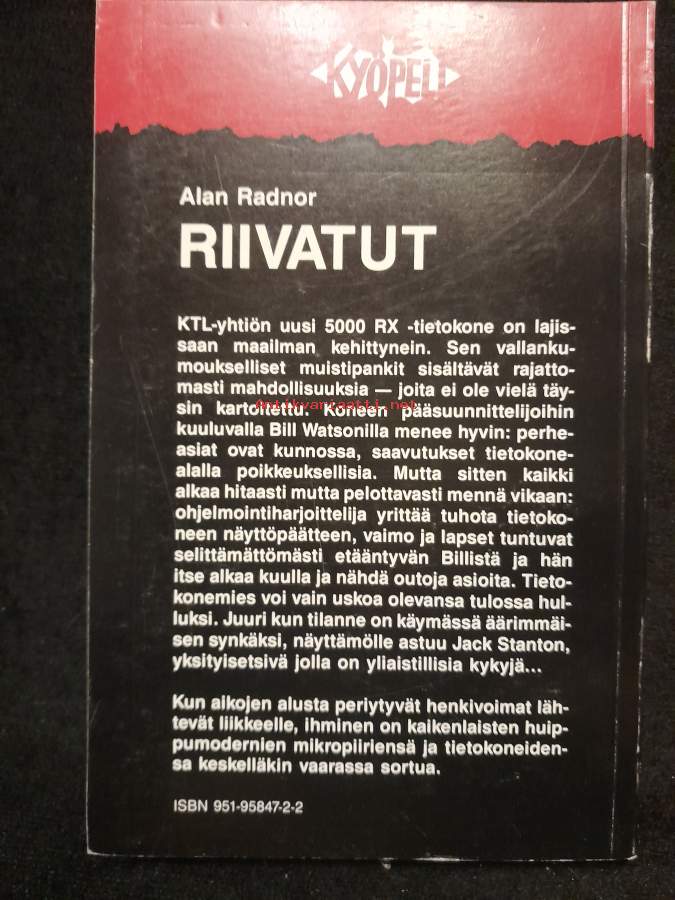 KYÖPELI
Alan Radnor
RIIVATUT
KTL-yhtiön uusi 5000 RX -tietokone on lajis-
saan maailman kehittynein. Sen vallanku-
moukselliset muistipankit sisältävät rajatto-
masti mahdollisuuksia — joita ei ole vielä täy-
sin kartoitettu. Koneen pääsuunnittelijoihin
Antikvariaatti.net
kuuluvalla Bill Watsonilla menee hyvin: perhe-
asiat ovat kunnossa, saavutukset tietokone-
alalla poikkeuksellisia. Mutta sitten kaikki
alkaa hitaasti mutta pelottavasti mennä vikaan:
ohjelmointiharjoittelija yrittää tuhota tietoko-
neen näyttöpäätteen, vaimo ja lapset tuntuvat
selittämättömästi etääntyvän Billistä ja hän
itse alkaa kuulla ja nähdä outoja asioita. Tieto-
konemies voi vain uskoa olevansa tulossa hul-
luksi. Juuri kun tilanne on käymässä äärimmäi-
sen synkäksi, näyttämölle astuu Jack Stanton,
yksityisetsivä jolla on yliaistillisia kykyjä...
Kun aikojen alusta periytyvät henkivoimat läh-
tevät liikkeelle, ihminen on kaikenlaisten huip-
pumodernien mikropiiriensä ja tietokoneiden-
sa keskelläkin vaarassa sortua.
ISBN 951-95847-2-2